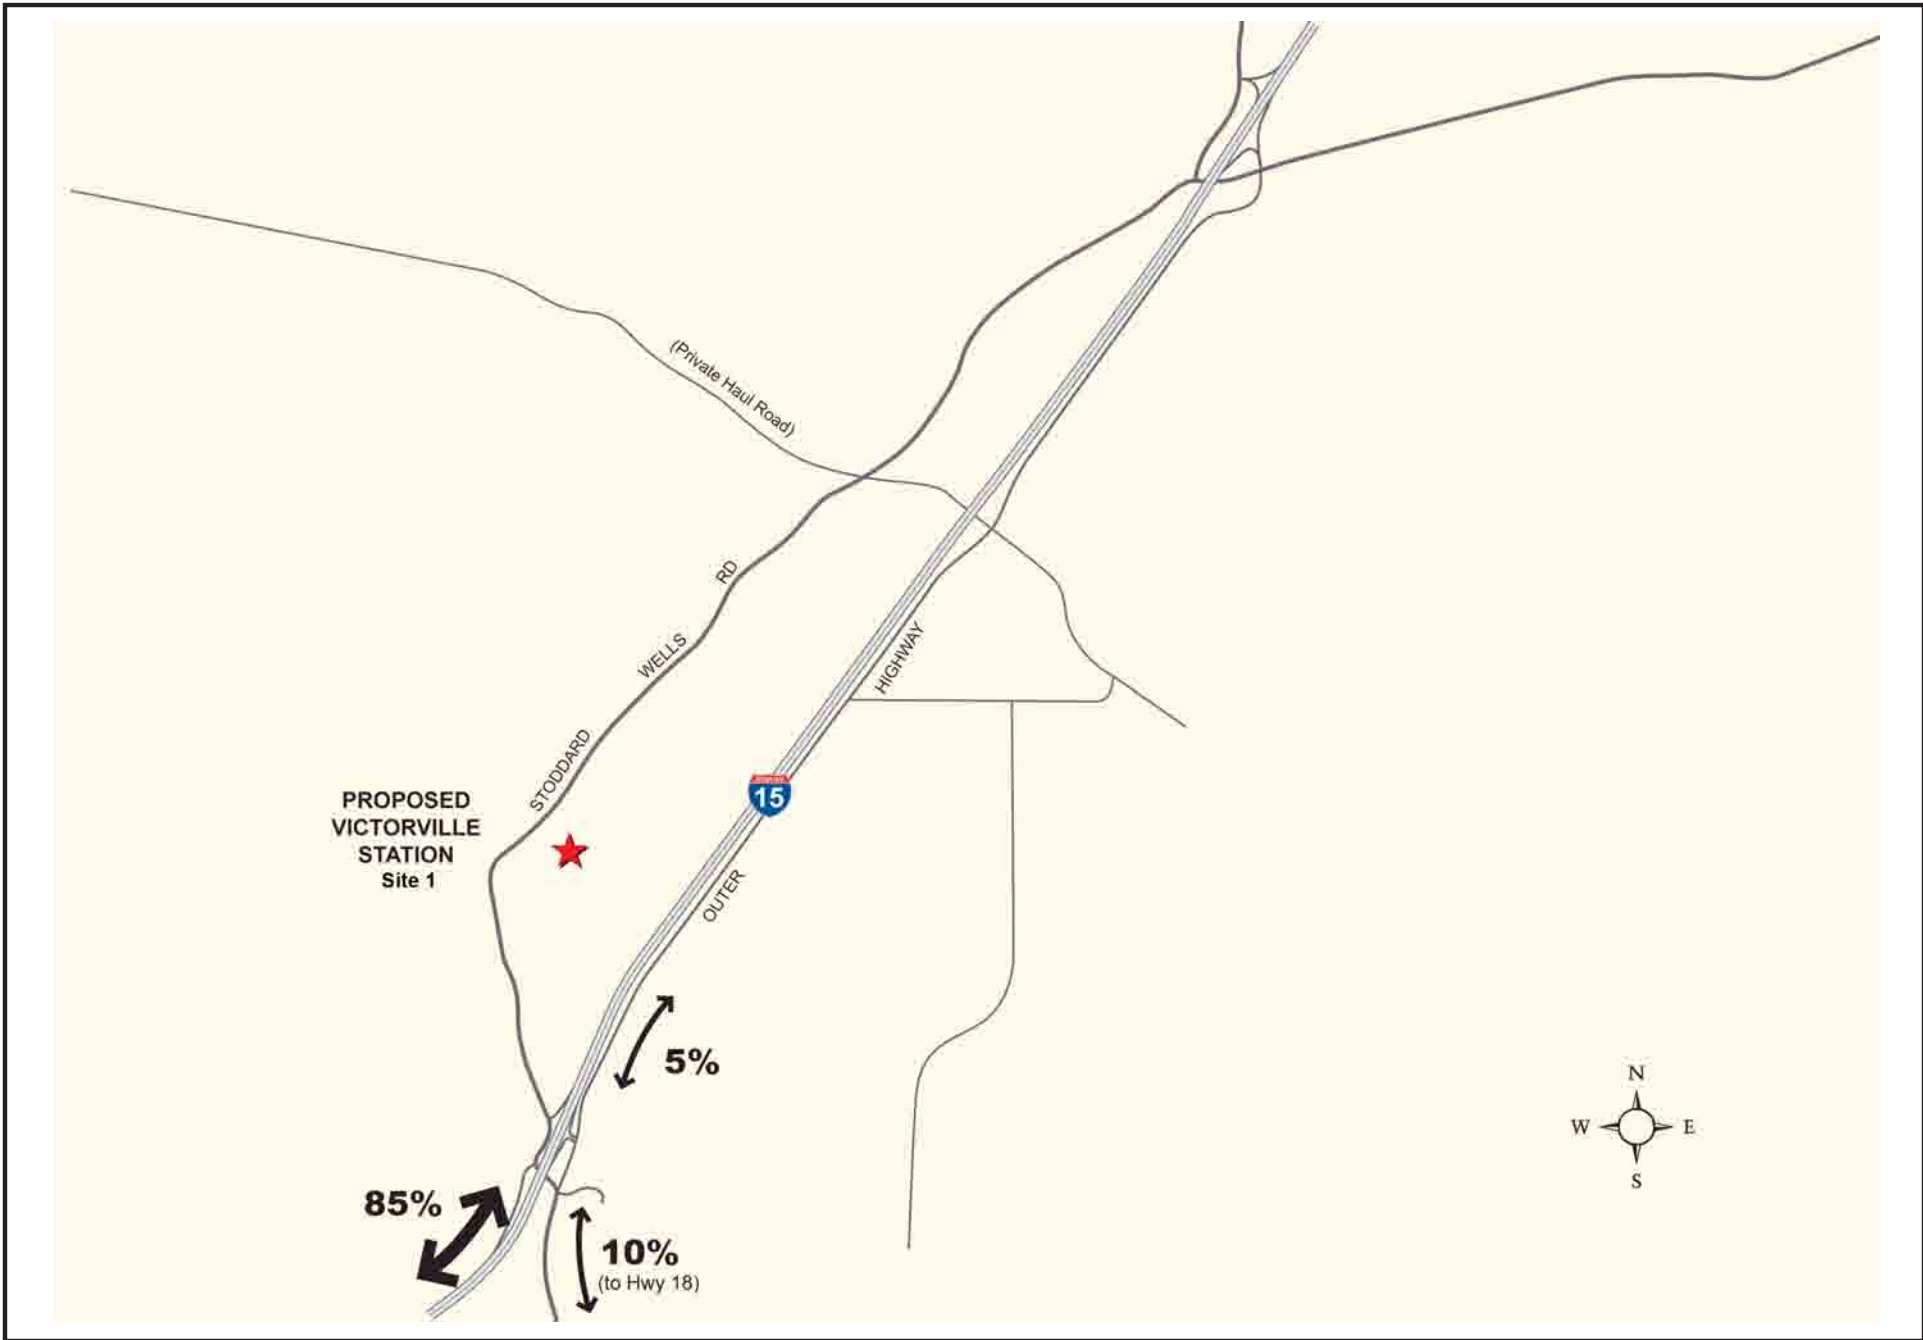 (Private Haul Road)
STODDARD WELLS RD
HIGHWAY
15
PROPOSED
VICTORVILLE
STATION
Site 1
OUTER
5%
N
W E
S
85%
10%
(to Hwy 18)